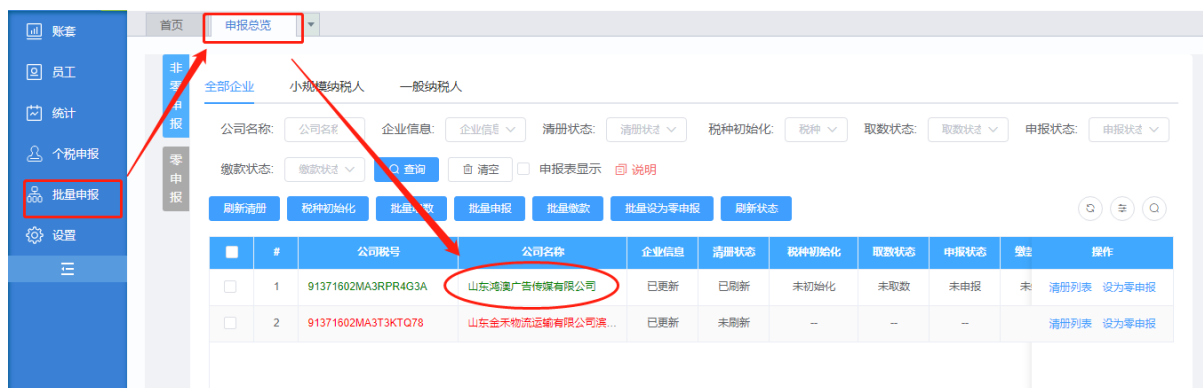 账套
员工
统计
个税申报
批量申报
设置
首页 申报总览
非零申报
零申报
全部企业 小规模纳税人 一般纳税人
公司名称: 公司名称 企业信息: 企业信息 清册状态: 清册状态 税种初始化: 税种 取数状态: 取数状态 申报状态: 申报状态
缴款状态: 缴款状态 查询 清空 申报表显示 说明
刷新清册 税种初始化 批量取数 批量申报 批量缴款 批量设为零申报 刷新状态
# 公司税号 公司名称 企业信息 清册状态 税种初始化 取数状态 申报状态 缴 操作
1 91371602MA3RPR4G3A 山东鸿澳广告传媒有限公司 已更新 已刷新 未初始化 未取数 未申报 未 清册列表 设为零申报
2 91371602MA3T3KTQ78 山东金禾物流运输有限公司滨... 已更新 未刷新 -- -- -- 清册列表 设为零申报